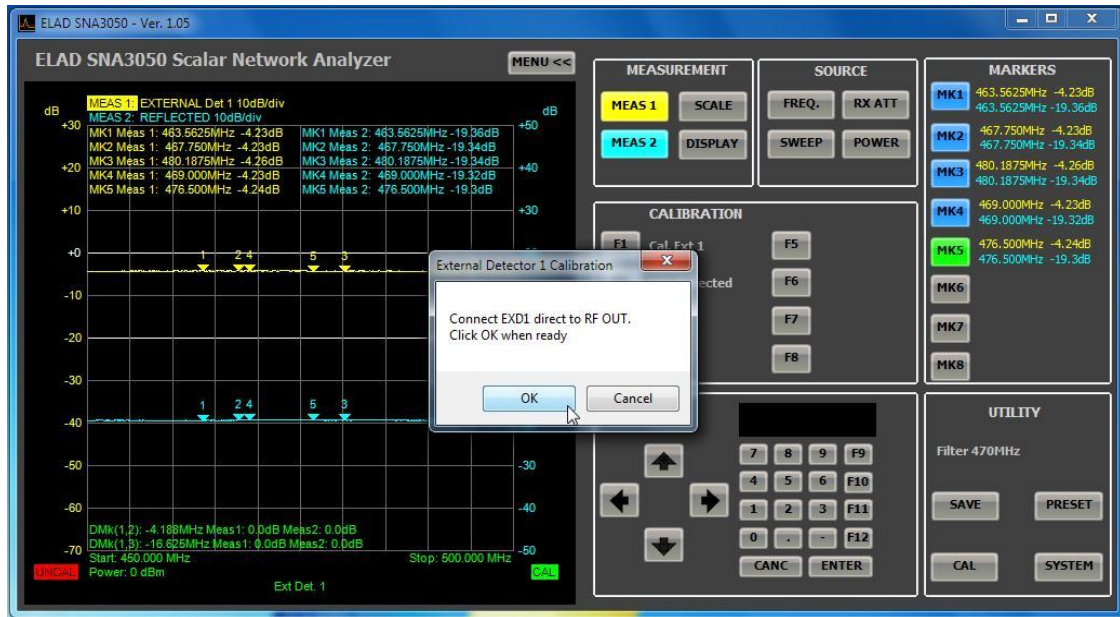 ELAD SNA3050 - Ver. 1.05
ELAD SNA3050 Scalar Network Analyzer
MENU <<
dB
MEAS 1: EXTERNAL Det 1 10dB/div
MEAS 2: REFLECTED 10dB/div
dB
+30
+20
+10
+0
-10
-20
-30
-40
-50
-60
-70
MK1 Meas 1: 463.5625MHz -4.23dB
MK2 Meas 1: 467.750MHz -4.23dB
MK3 Meas 1: 480.1875MHz -4.26dB
MK4 Meas 1: 469.000MHz -4.23dB
MK5 Meas 1: 476.500MHz -4.24dB
MK1 Meas 2: 463.5625MHz -19.36dB
MK2 Meas 2: 467.750MHz -19.34dB
MK3 Meas 2: 480.1875MHz -19.34dB
MK4 Meas 2: 469.000MHz -19.32dB
MK5 Meas 2: 476.500MHz -19.3dB
+50
+40
+30
-30
-40
-50
1 2 4 5 3
1 2 4 5 3
DMk(1,2): -4.188MHz Meas1: 0.0dB Meas2: 0.0dB
DMk(1,3): -16.625MHz Meas1: 0.0dB Meas2: 0.0dB
Start: 450.000 MHz
Stop: 500.000 MHz
UNCAL
Power: 0 dBm
CAL
Ext Det. 1
External Detector 1 Calibration
Connect EXD1 direct to RF OUT.
Click OK when ready
OK
Cancel
MEASUREMENT
MEAS 1
SCALE
MEAS 2
DISPLAY
SOURCE
FREQ.
RX ATT
SWEEP
POWER
CALIBRATION
F1
Cal Ext 1
F5
F6
F7
F8
7 8 9 F9
4 5 6 F10
1 2 3 F11
0 . - F12
CANC ENTER
MARKERS
MK1
463.5625MHz -4.23dB
463.5625MHz -19.36dB
MK2
467.750MHz -4.23dB
467.750MHz -19.34dB
MK3
480.1875MHz -4.26dB
480.1875MHz -19.34dB
MK4
469.000MHz -4.23dB
469.000MHz -19.32dB
MK5
476.500MHz -4.24dB
476.500MHz -19.3dB
MK6
MK7
MK8
UTILITY
Filter 470MHz
SAVE
PRESET
CAL
SYSTEM